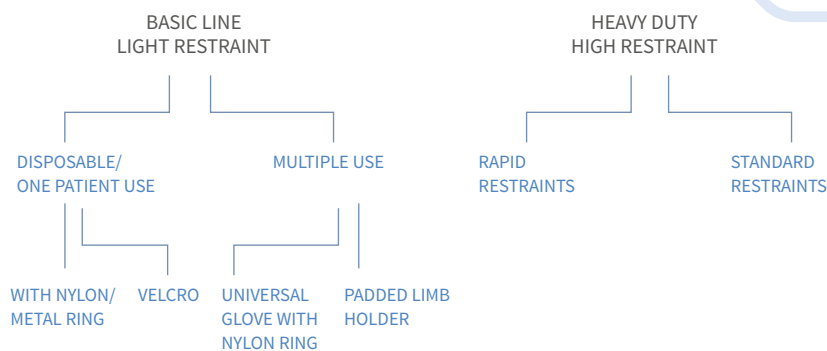 BASIC LINE
LIGHT RESTRAINT
HEAVY DUTY
HIGH RESTRAINT
DISPOSABLE/
ONE PATIENT USE
MULTIPLE USE
RAPID
RESTRAINTS
STANDARD
RESTRAINTS
WITH NYLON/
METAL RING
VELCRO
UNIVERSAL
GLOVE WITH
NYLON RING
PADDED LIMB
HOLDER